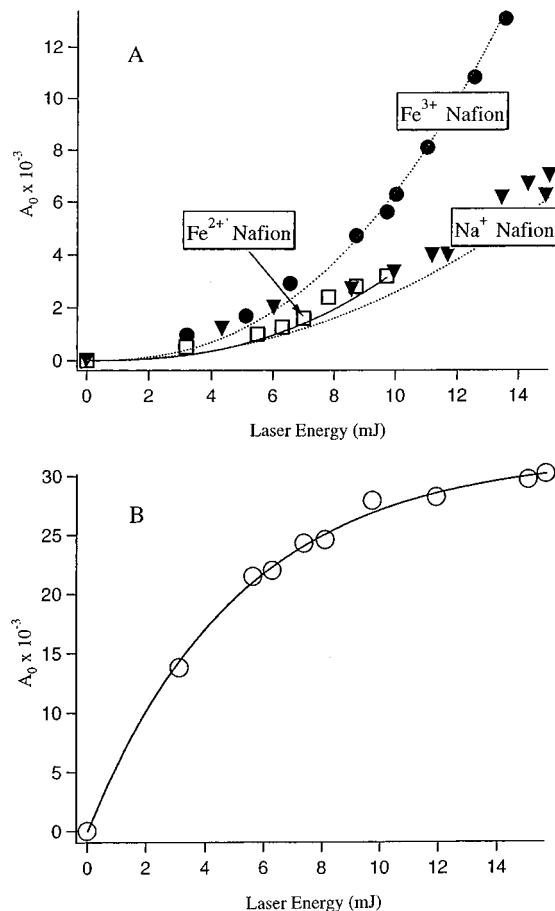 A
12
10
8
6
4
2
0
A₀ x 10⁻³
Fe³⁺ Nafion
Fe²⁺' Nafion
Na⁺ Nafion
0 2 4 6 8 10 12 14
Laser Energy (mJ)
B
30
25
20
15
10
5
0
A₀ x 10⁻³
0 2 4 6 8 10 12 14
Laser Energy (mJ)